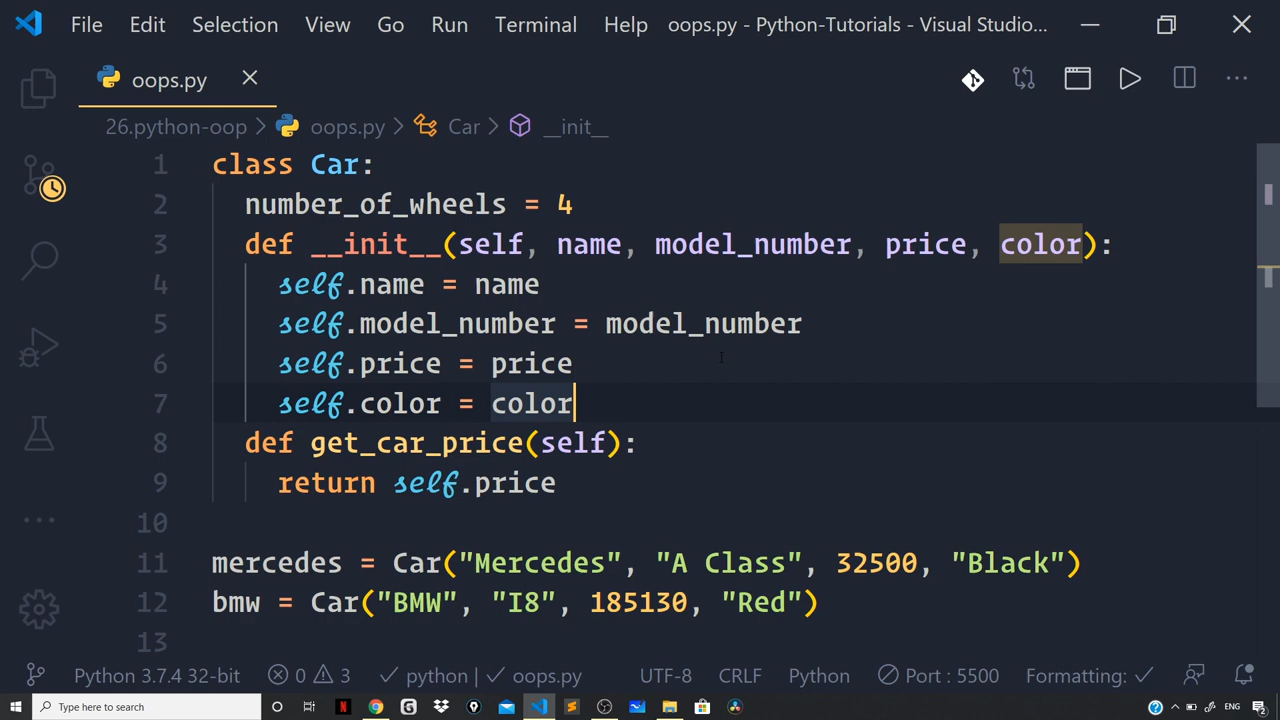 File Edit Selection View Go Run Terminal Help oops.py - Python-Tutorials - Visual Studio...
oops.py
26.python-oop > oops.py > Car > __init__
1 class Car:
2 number_of_wheels = 4
3 def __init__(self, name, model_number, price, color):
4 self.name = name
5 self.model_number = model_number
6 self.price = price
7 self.color = color
8 def get_car_price(self):
9 return self.price
10
11 mercedes = Car("Mercedes", "A Class", 32500, "Black")
12 bmw = Car("BMW", "I8", 185130, "Red")
13
Python 3.7.4 32-bit 0 3 python | oops.py UTF-8 CRLF Python Port : 5500 Formatting:
Type here to search ENG 2